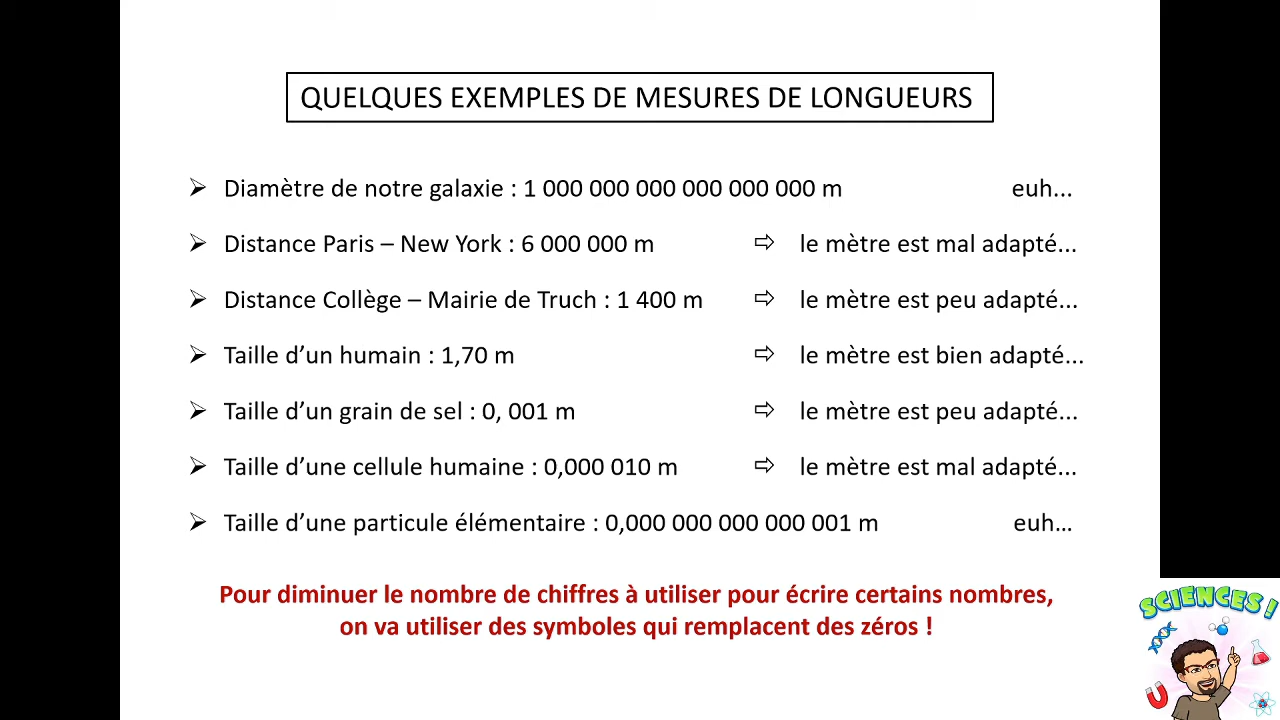 QUELQUES EXEMPLES DE MESURES DE LONGUEURS
Diamètre de notre galaxie : 1 000 000 000 000 000 000 m euh...
Distance Paris – New York : 6 000 000 m ⇨ le mètre est mal adapté...
Distance Collège – Mairie de Truch : 1 400 m ⇨ le mètre est peu adapté...
Taille d’un humain : 1,70 m ⇨ le mètre est bien adapté...
Taille d’un grain de sel : 0, 001 m ⇨ le mètre est peu adapté...
Taille d’une cellule humaine : 0,000 010 m ⇨ le mètre est mal adapté...
Taille d’une particule élémentaire : 0,000 000 000 000 001 m euh…
Pour diminuer le nombre de chiffres à utiliser pour écrire certains nombres,
on va utiliser des symboles qui remplacent des zéros !
SCIENCES !